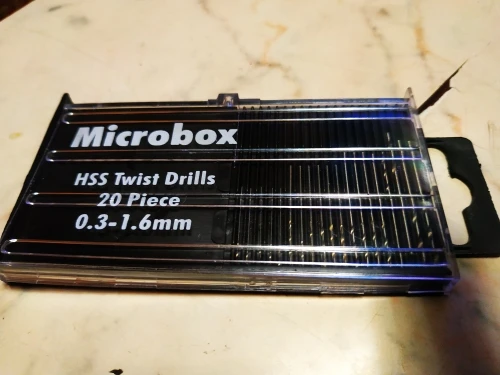 Microbox
HSS Twist Drills
20 Piece
0.3-1.6mm